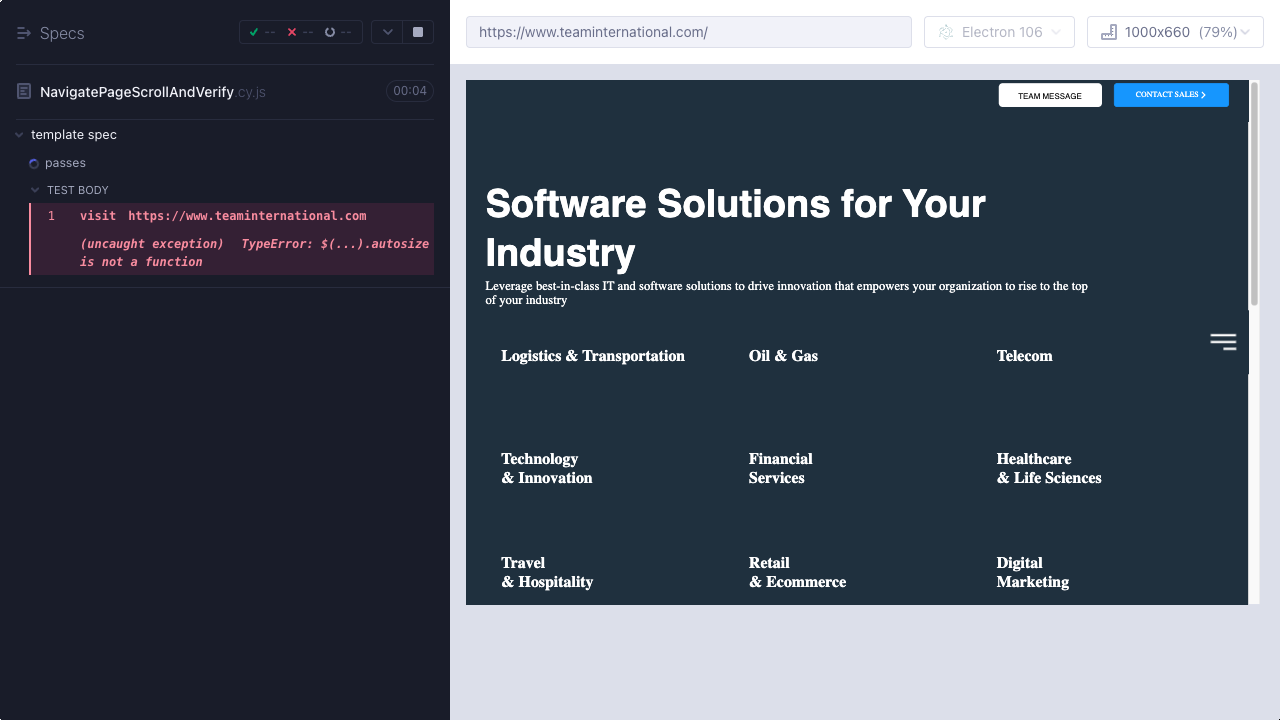 Specs
-- -- --
NavigatePageScrollAndVerify.cy.js
00:04
template spec
passes
TEST BODY
1 visit https://www.teaminternational.com
(uncaught exception) TypeError: $(...).autosize
is not a function
https://www.teaminternational.com/
Electron 106
1000x660 (79%)
TEAM MESSAGE
CONTACT SALES
Software Solutions for Your
Industry
Leverage best-in-class IT and software solutions to drive innovation that empowers your organization to rise to the top
of your industry
Logistics & Transportation
Oil & Gas
Telecom
Technology
& Innovation
Financial
Services
Healthcare
& Life Sciences
Travel
& Hospitality
Retail
& Ecommerce
Digital
Marketing